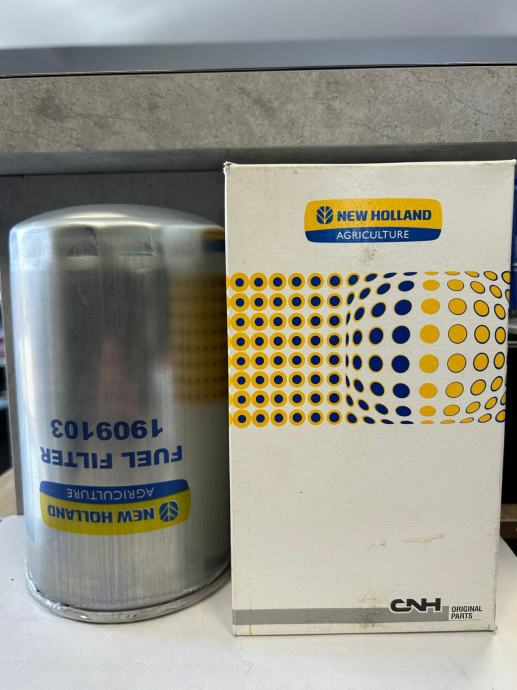 1909103
FUEL FILTER
AGRICULTURE
NEW HOLLAND
NEW HOLLAND
AGRICULTURE
CNH ORIGINAL
PARTS